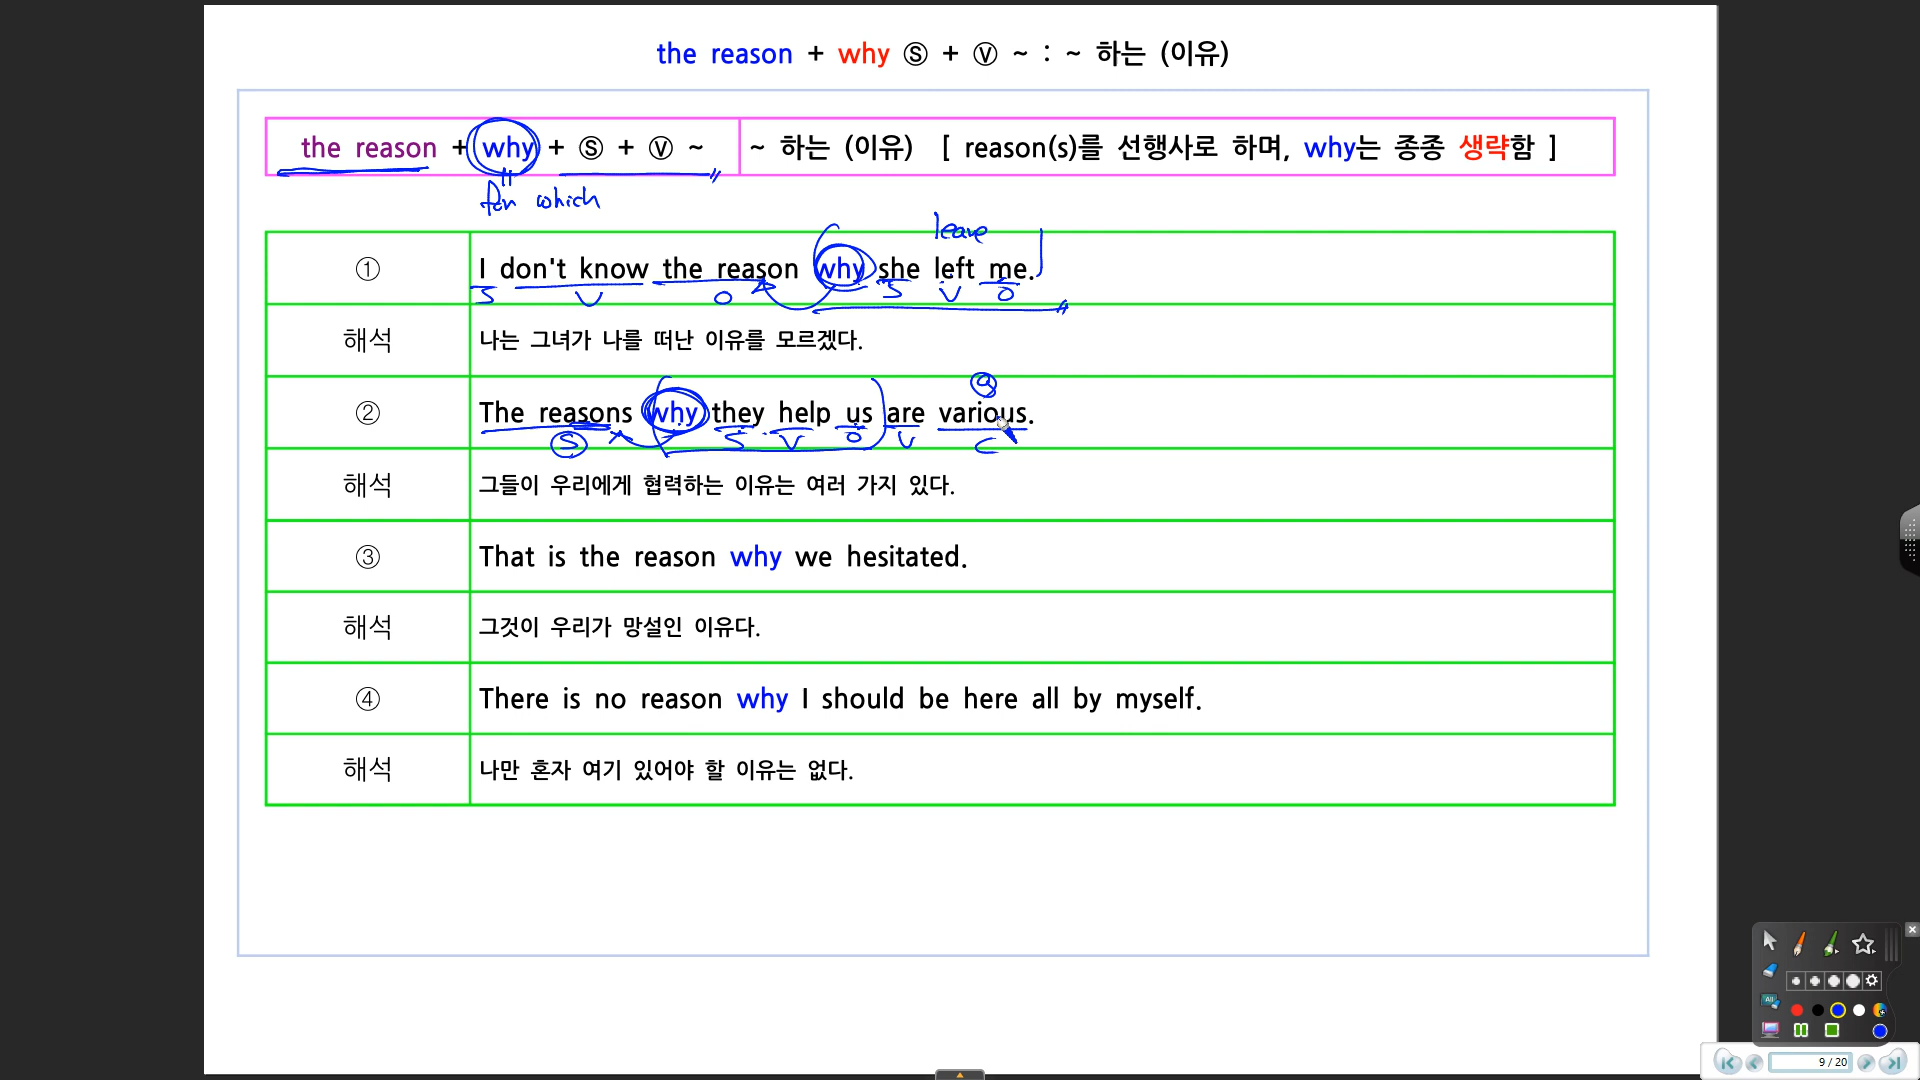 the reason + why ⓢ + ⓥ ~ : ~ 하는 (이유)
the reason + why + ⓢ + ⓥ ~ ~ 하는 (이유) [ reason(s)를 선행사로 하며, why는 종종 생략함 ]
for which
leave
① I don't know the reason why she left me.
S V O S V O
해석 나는 그녀가 나를 떠난 이유를 모르겠다.
② The reasons why they help us are various.
S S V O V C
해석 그들이 우리에게 협력하는 이유는 여러 가지 있다.
③ That is the reason why we hesitated.
해석 그것이 우리가 망설인 이유다.
④ There is no reason why I should be here all by myself.
해석 나만 혼자 여기 있어야 할 이유는 없다.
All
9 / 20